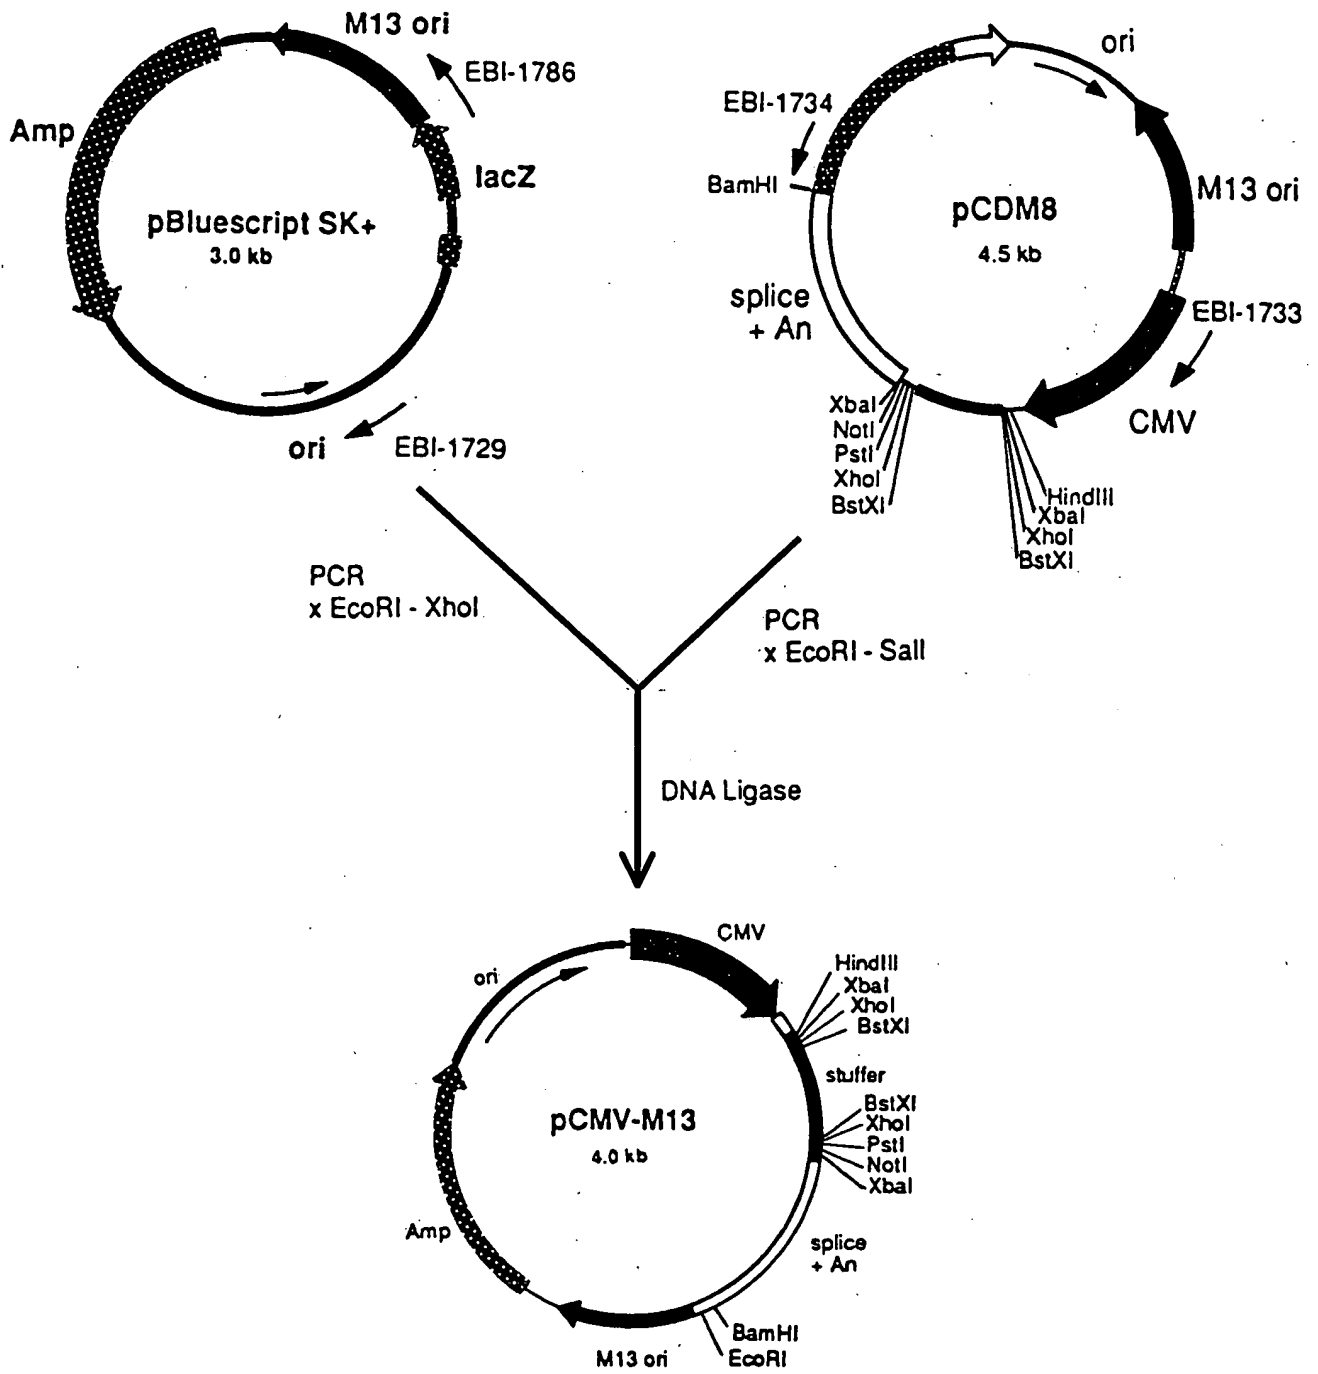 M13 ori
EBI-1786
Amp
lacZ
pBluescript SK+
3.0 kb
ori
EBI-1729
ori
EBI-1734
BamHI
pCDM8
4.5 kb
M13 ori
splice
+ An
EBI-1733
CMV
XbaI
NotI
PstI
XhoI
BstXI
HindIII
XbaI
XhoI
BstXI
PCR
x EcoRI - XhoI
PCR
x EcoRI - SalI
DNA Ligase
CMV
ori
HindIII
XbaI
XhoI
BstXI
stuffer
pCMV-M13
4.0 kb
BstXI
XhoI
PstI
NotI
XbaI
Amp
splice
+ An
BamHI
EcoRI
M13 ori